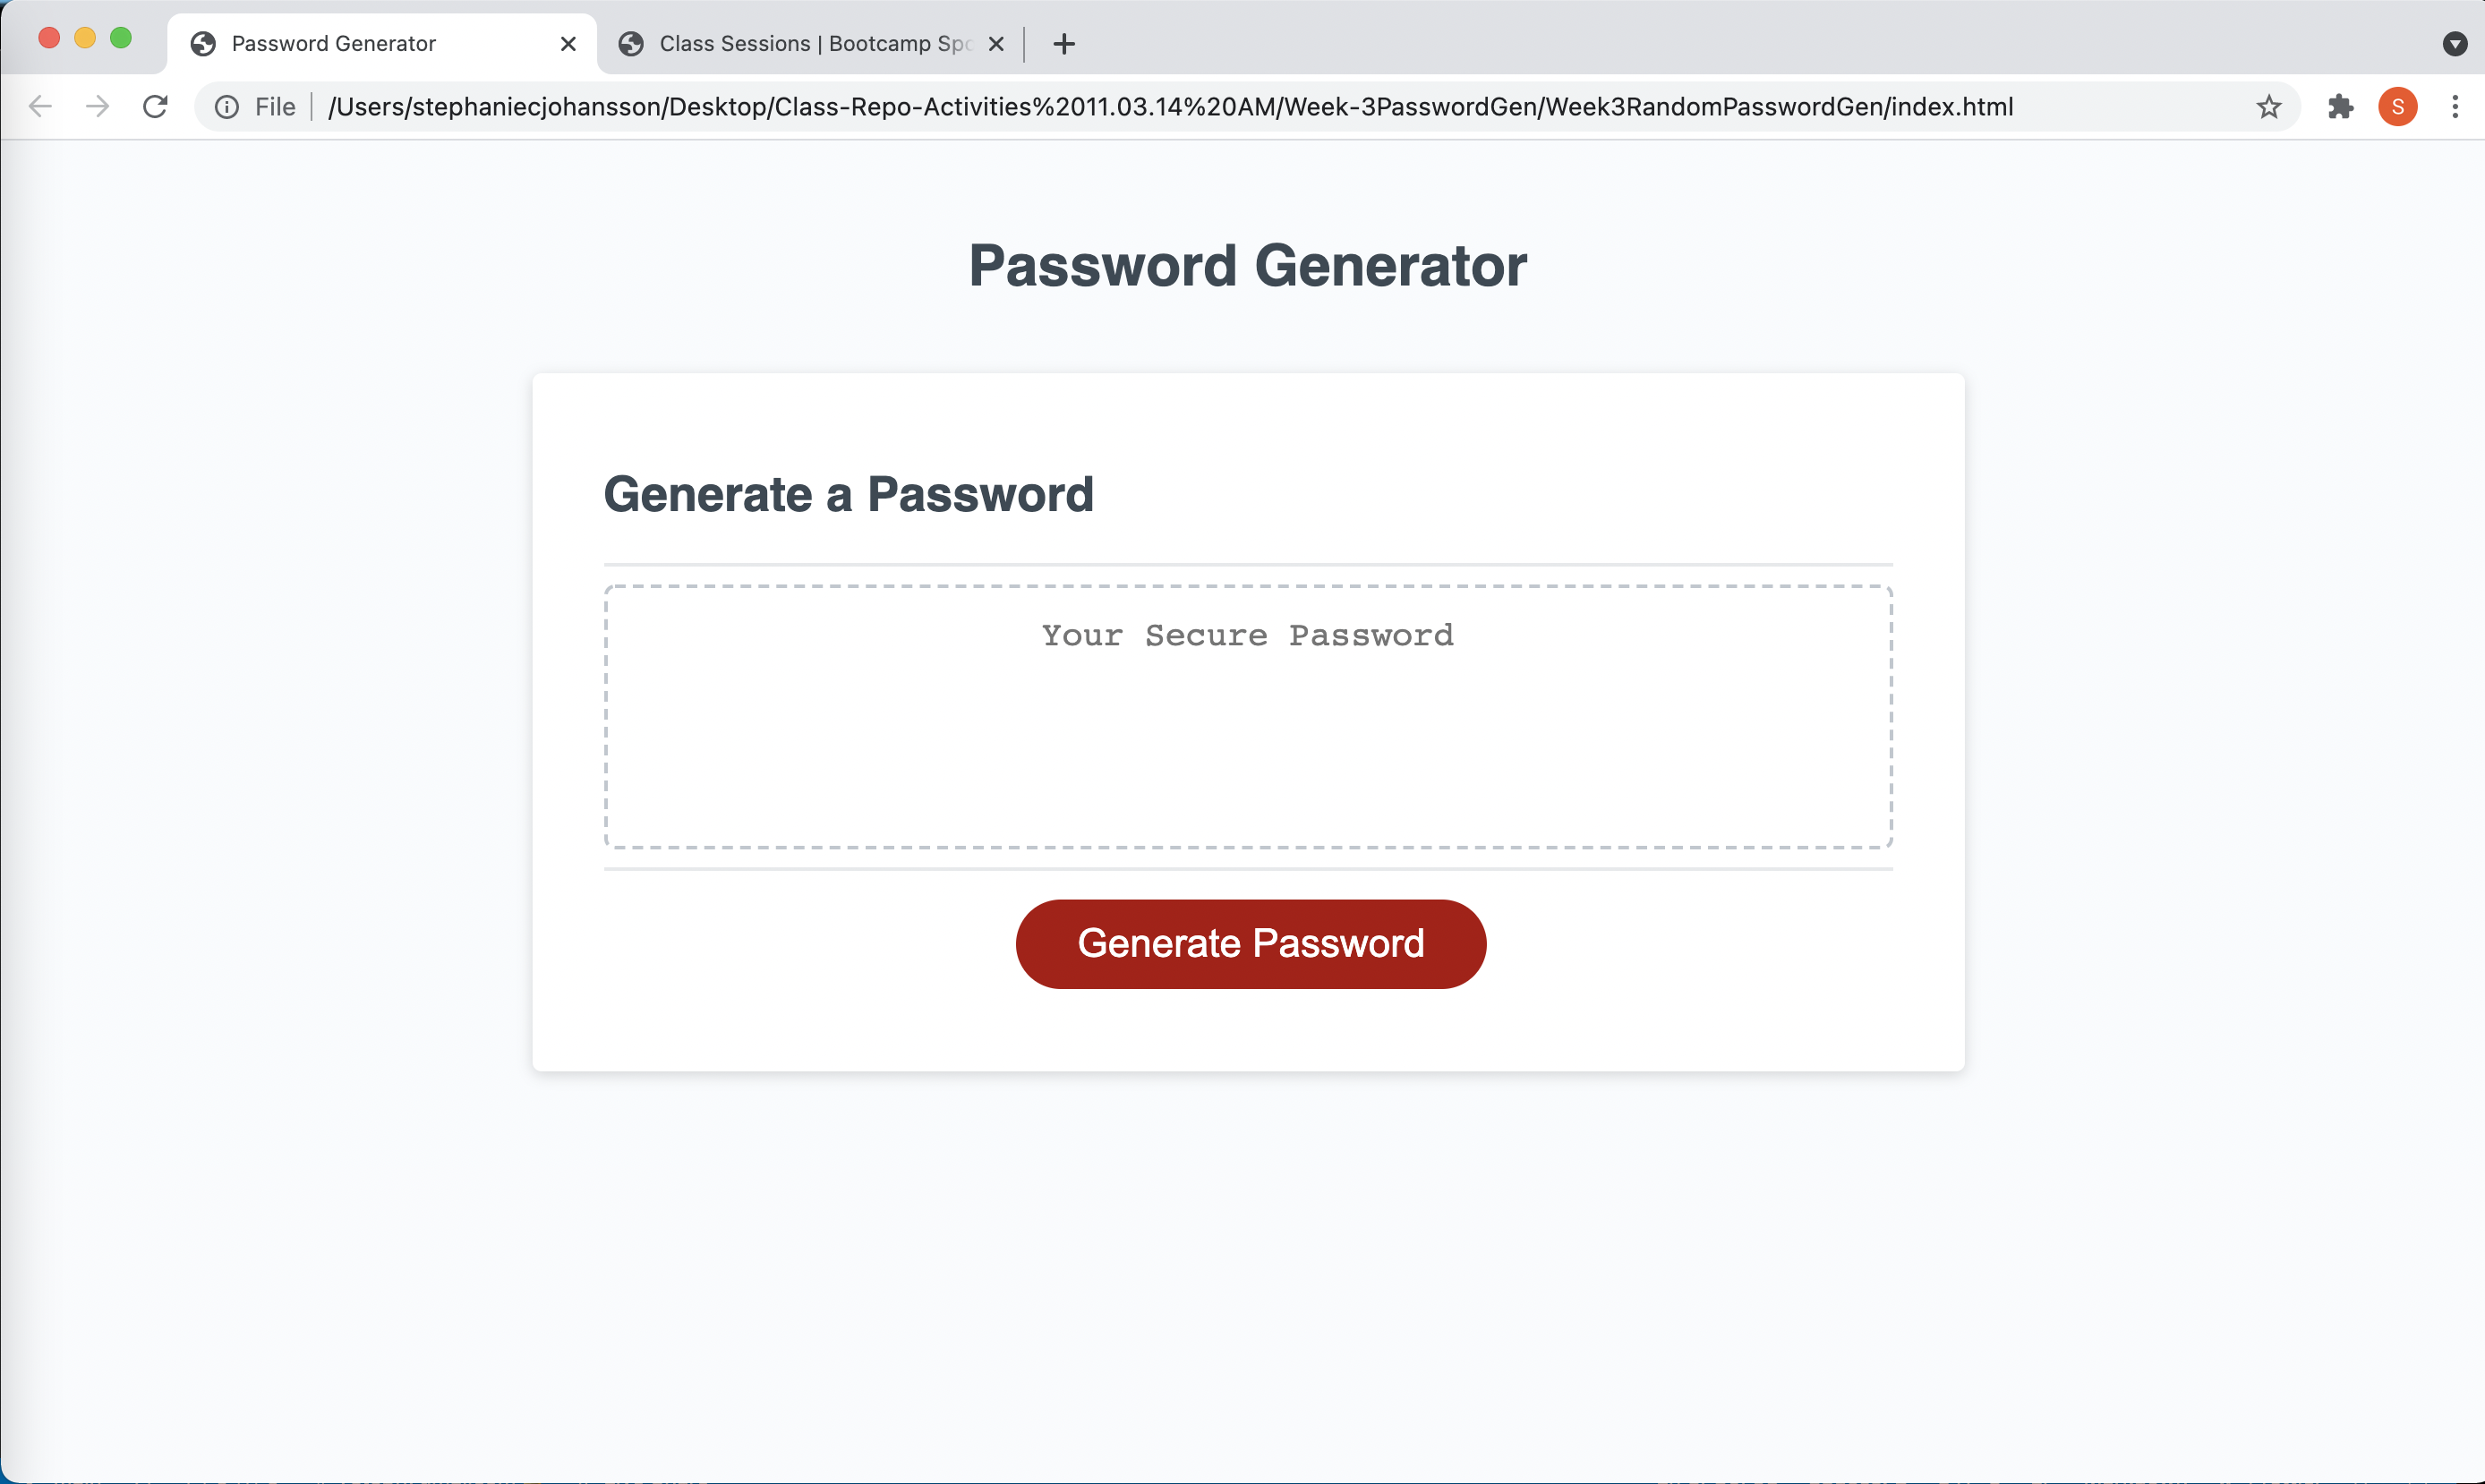 Password Generator
Class Sessions | Bootcamp
File
/Users/stephaniecjohansson/Desktop/Class-Repo-Activities%2011.03.14%20AM/Week-3PasswordGen/Week3RandomPasswordGen/index.html
S
Password Generator
Generate a Password
Your Secure Password
Generate Password